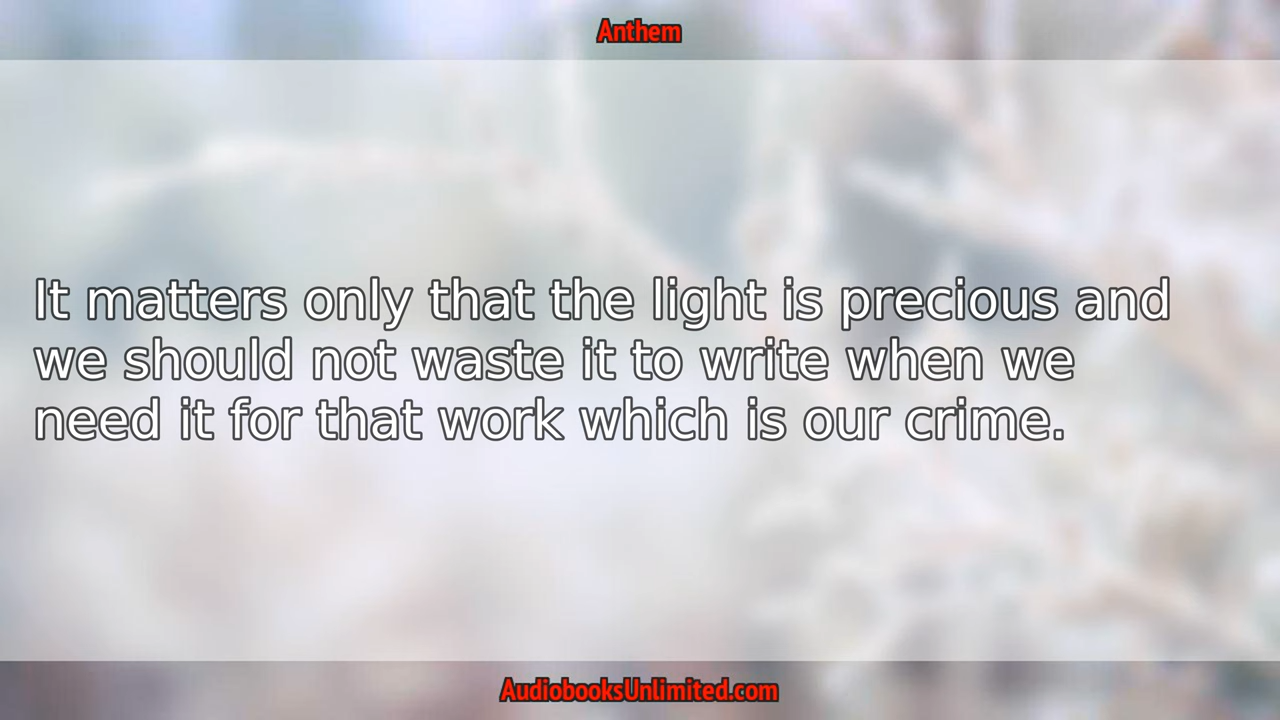 Anthem
It matters only that the light is precious and
we should not waste it to write when we
need it for that work which is our crime.
AudiobooksUnlimited.com